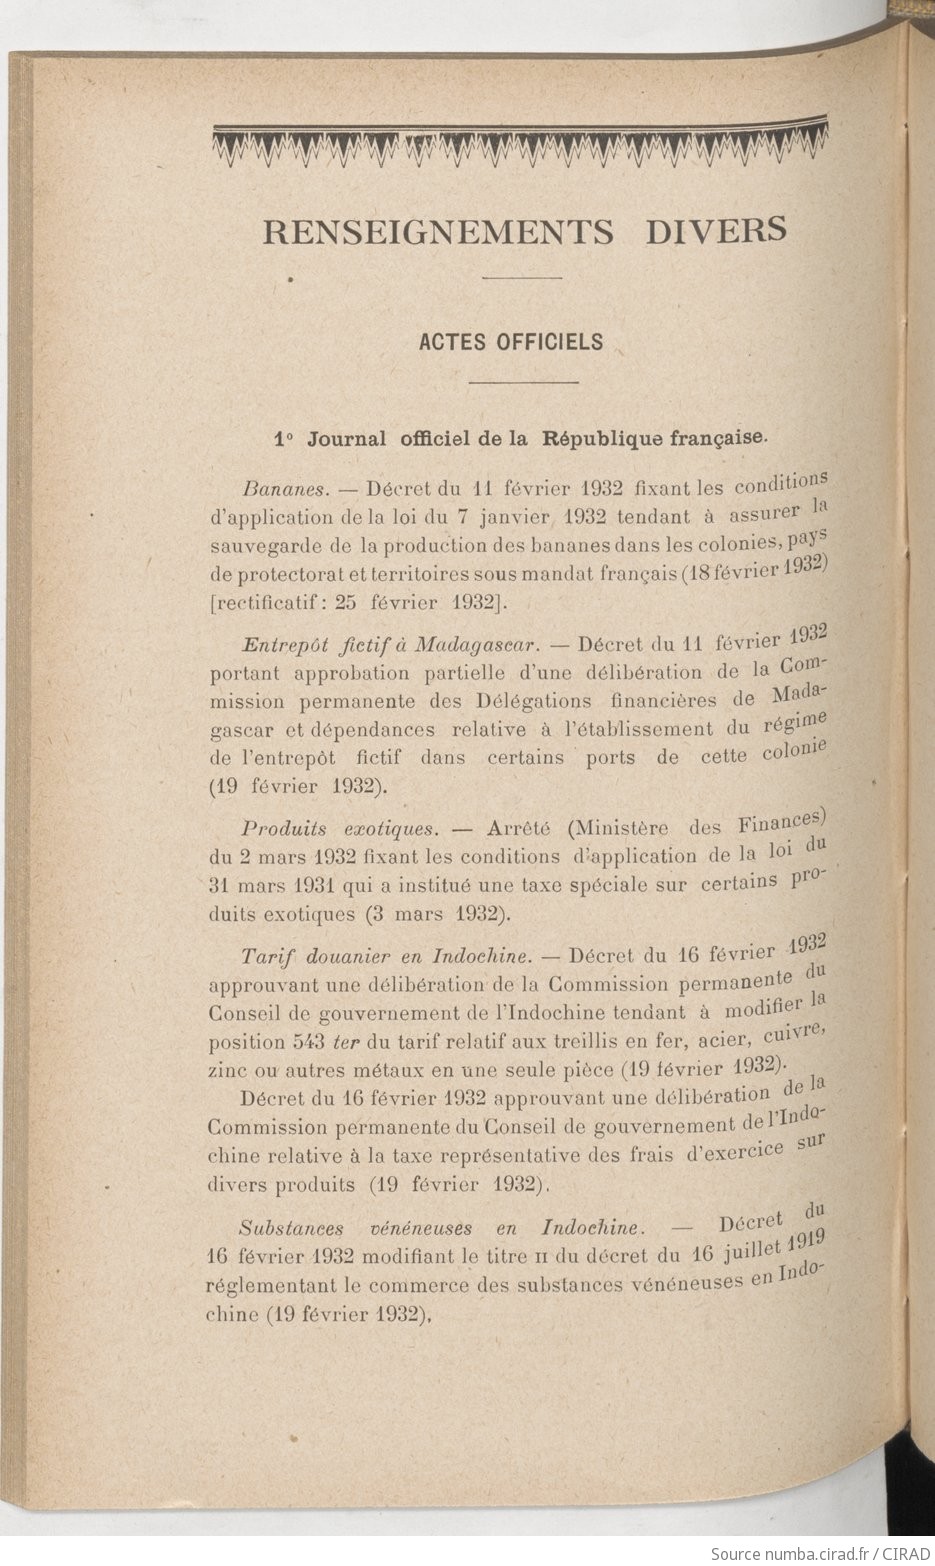 RENSEIGNEMENTS DIVERS
ACTES OFFICIELS
1º Journal officiel de la République française.
Bananes. — Décret du 11 février 1932 fixant les conditions
d'application de la loi du 7 janvier 1932 tendant à assurer la
sauvegarde de la production des bananes dans les colonies, pays
de protectorat et territoires sous mandat français (18 février 1932)
[rectificatif : 25 février 1932].
Entrepôt fictif à Madagascar. — Décret du 11 février 1932
portant approbation partielle d'une délibération de la Com-
mission permanente des Délégations financières de Mada-
gascar et dépendances relative à l'établissement du régime
de l'entrepôt fictif dans certains ports de cette colonie
(19 février 1932).
Produits exotiques. — Arrêté (Ministère des Finances)
du 2 mars 1932 fixant les conditions d'application de la loi du
31 mars 1931 qui a institué une taxe spéciale sur certains pro-
duits exotiques (3 mars 1932).
Tarif douanier en Indochine. — Décret du 16 février 1932
approuvant une délibération de la Commission permanente du
Conseil de gouvernement de l'Indochine tendant à modifier la
position 543 ter du tarif relatif aux treillis en fer, acier, cuivre,
zinc ou autres métaux en une seule pièce (19 février 1932).
Décret du 16 février 1932 approuvant une délibération de la
Commission permanente du Conseil de gouvernement de l'Indo-
chine relative à la taxe représentative des frais d'exercice sur
divers produits (19 février 1932).
Substances vénéneuses en Indochine. — Décret du
16 février 1932 modifiant le titre II du décret du 16 juillet 1919
réglementant le commerce des substances vénéneuses en Indo-
chine (19 février 1932),
Source numba.cirad.fr / CIRAD